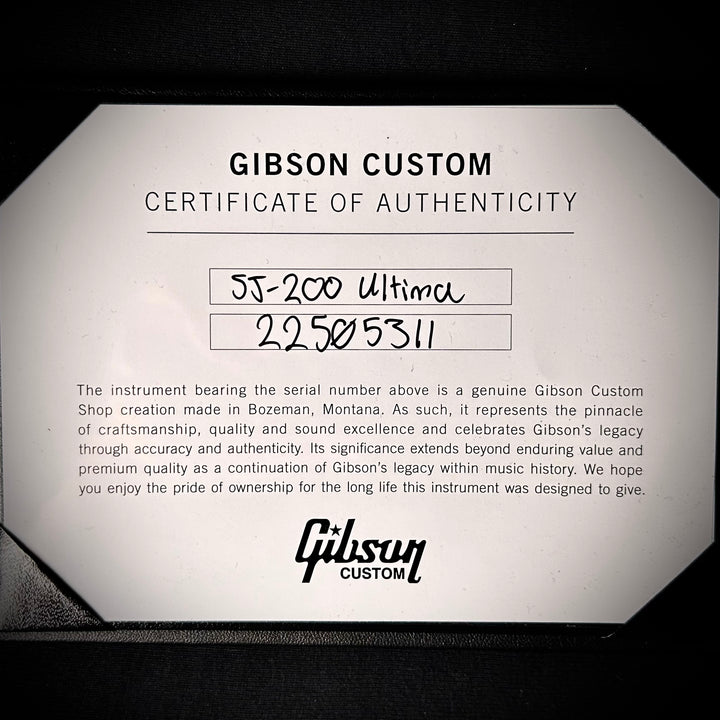 GIBSON CUSTOM
CERTIFICATE OF AUTHENTICITY
SJ-200 Ultima
22505311
The instrument bearing the serial number above is a genuine Gibson Custom
Shop creation made in Bozeman, Montana. As such, it represents the pinnacle
of craftsmanship, quality and sound excellence and celebrates Gibson's legacy
through accuracy and authenticity. Its significance extends beyond enduring value and
premium quality as a continuation of Gibson's legacy within music history. We hope
you enjoy the pride of ownership for the long life this instrument was designed to give.
Gibson
CUSTOM